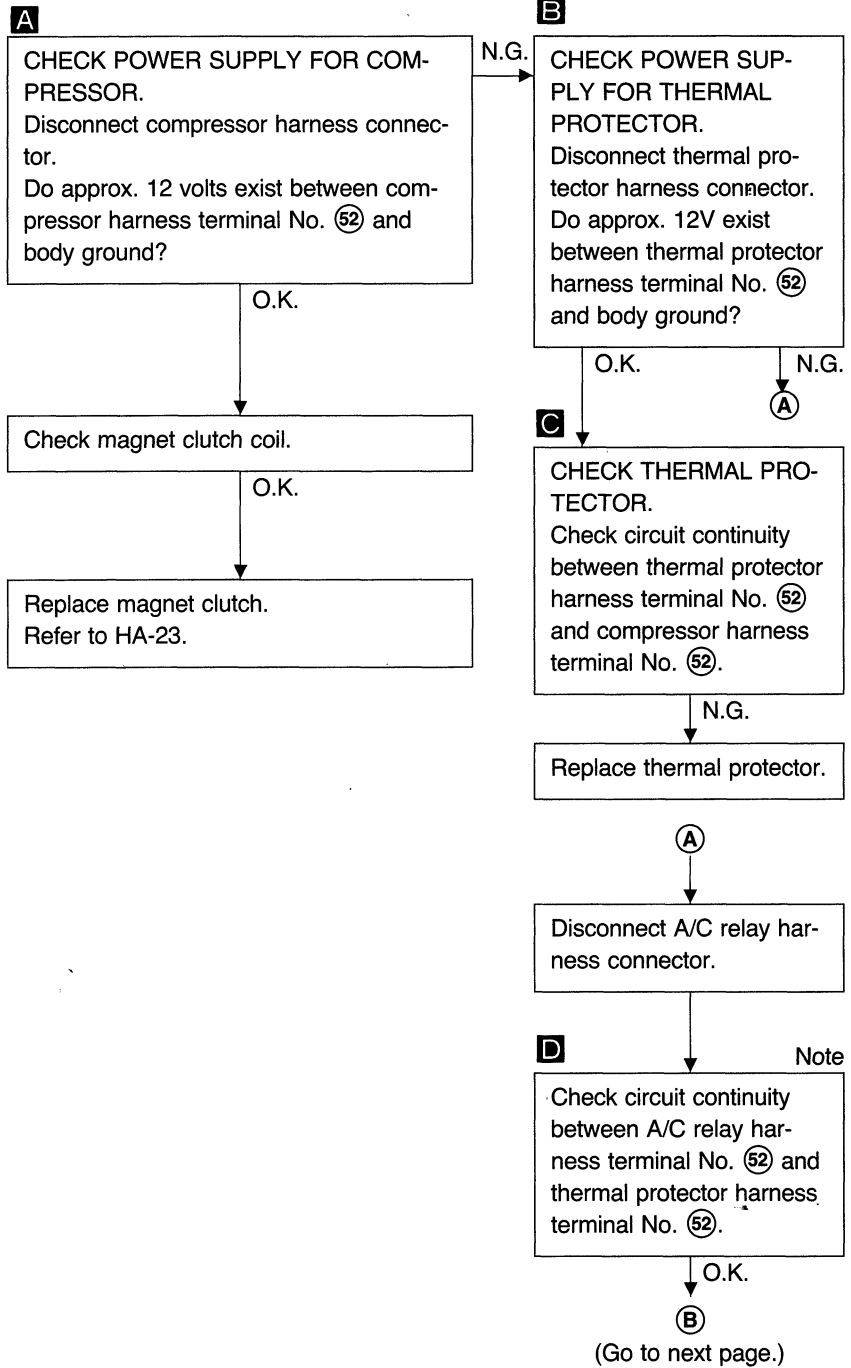 A
CHECK POWER SUPPLY FOR COM-
PRESSOR.
Disconnect compressor harness connec-
tor.
Do approx. 12 volts exist between com-
pressor harness terminal No. 52 and
body ground?
N.G.
O.K.
Check magnet clutch coil.
O.K.
Replace magnet clutch.
Refer to HA-23.
B
CHECK POWER SUP-
PLY FOR THERMAL
PROTECTOR.
Disconnect thermal pro-
tector harness connector.
Do approx. 12V exist
between thermal protector
harness terminal No. 52
and body ground?
O.K.
N.G.
A
C
CHECK THERMAL PRO-
TECTOR.
Check circuit continuity
between thermal protector
harness terminal No. 52
and compressor harness
terminal No. 52.
N.G.
Replace thermal protector.
A
Disconnect A/C relay har-
ness connector.
D
Note
Check circuit continuity
between A/C relay har-
ness terminal No. 52 and
thermal protector harness
terminal No. 52.
O.K.
B
(Go to next page.)